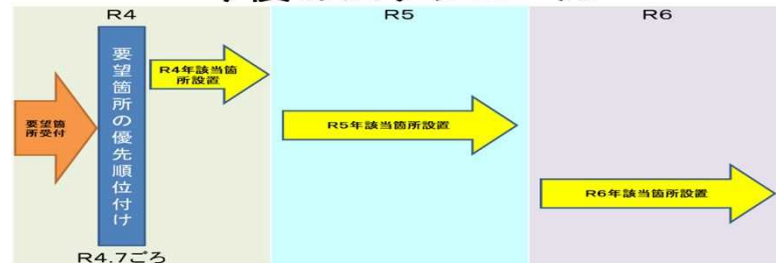 R4
R5
R6
要望箇
所受付
要望箇所の優先順位付け
R4年該当箇
所設置
R5年該当箇所設置
R6年該当箇所設置
R4.7ごろ